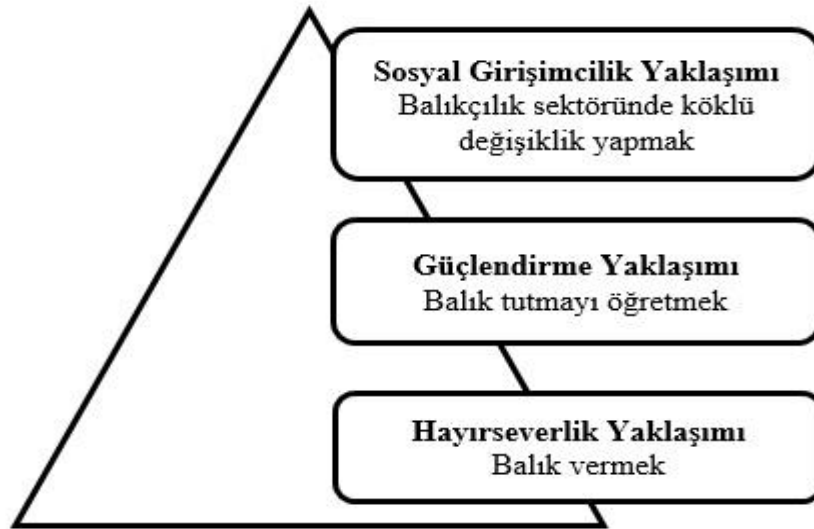 Sosyal Girişimcilik Yaklaşımı
Balıkçılık sektöründe köklü
değişiklik yapmak
Güçlendirme Yaklaşımı
Balık tutmayı öğretmek
Hayırseverlik Yaklaşımı
Balık vermek